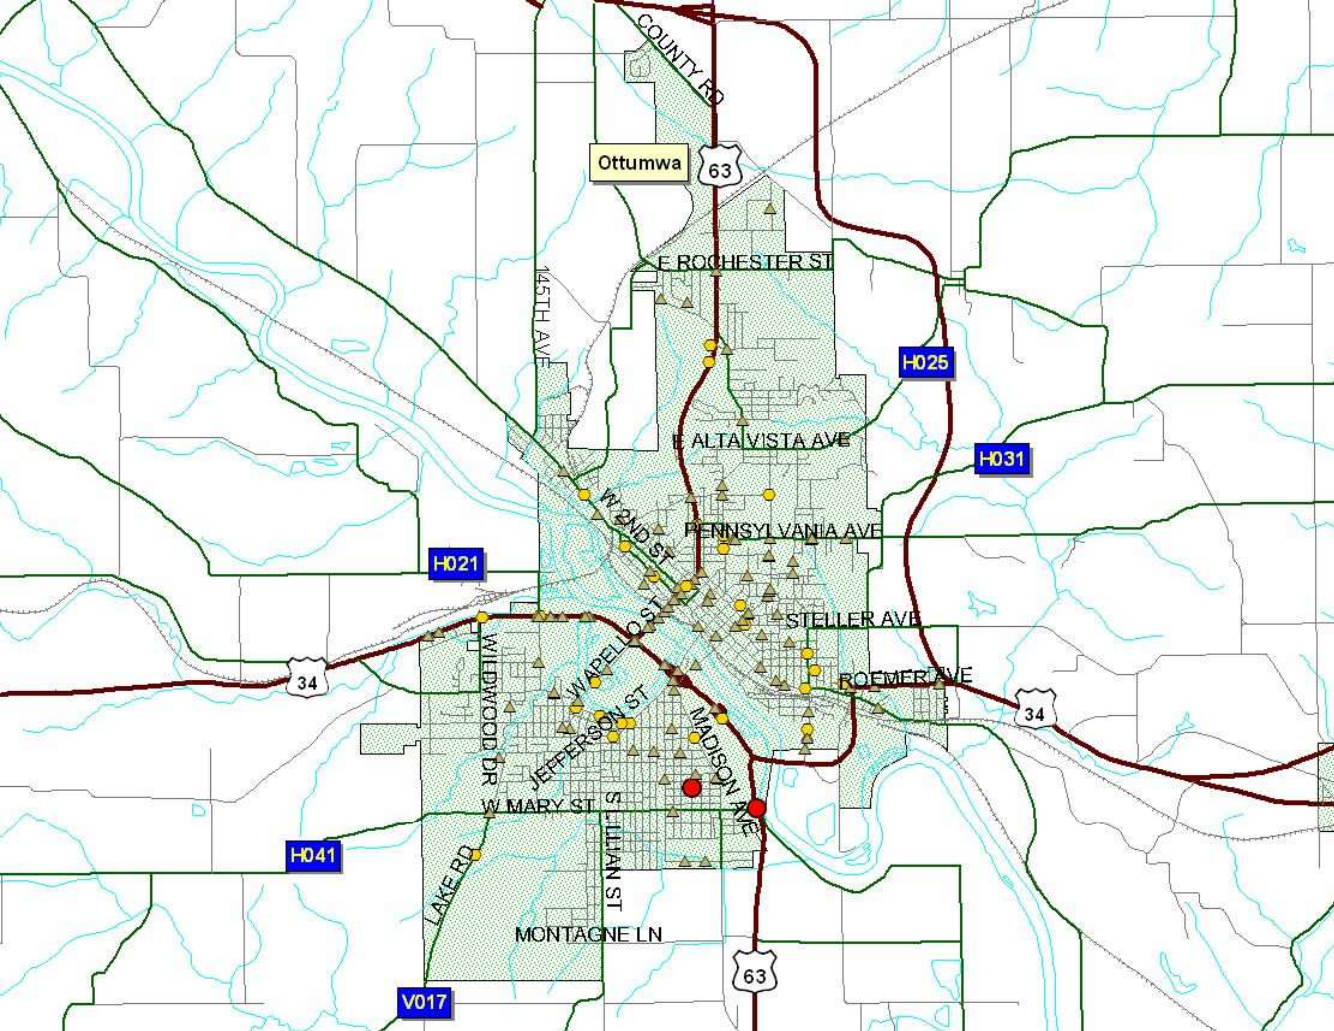 COUNTY RD
Ottumwa
63
E ROCHESTER ST
145TH AVE
H025
E ALTA VISTA AVE
H031
W 2ND ST
PENNSYLVANIA AVE
H021
WAPELLO ST
STELLER AVE
34
WILDWOOD DR
ROEMER AVE
JEFFERSON ST
MADISON AVE
34
W MARY ST
S LILLIAN ST
H041
LAKE RD
MONTAGNE LN
63
V017